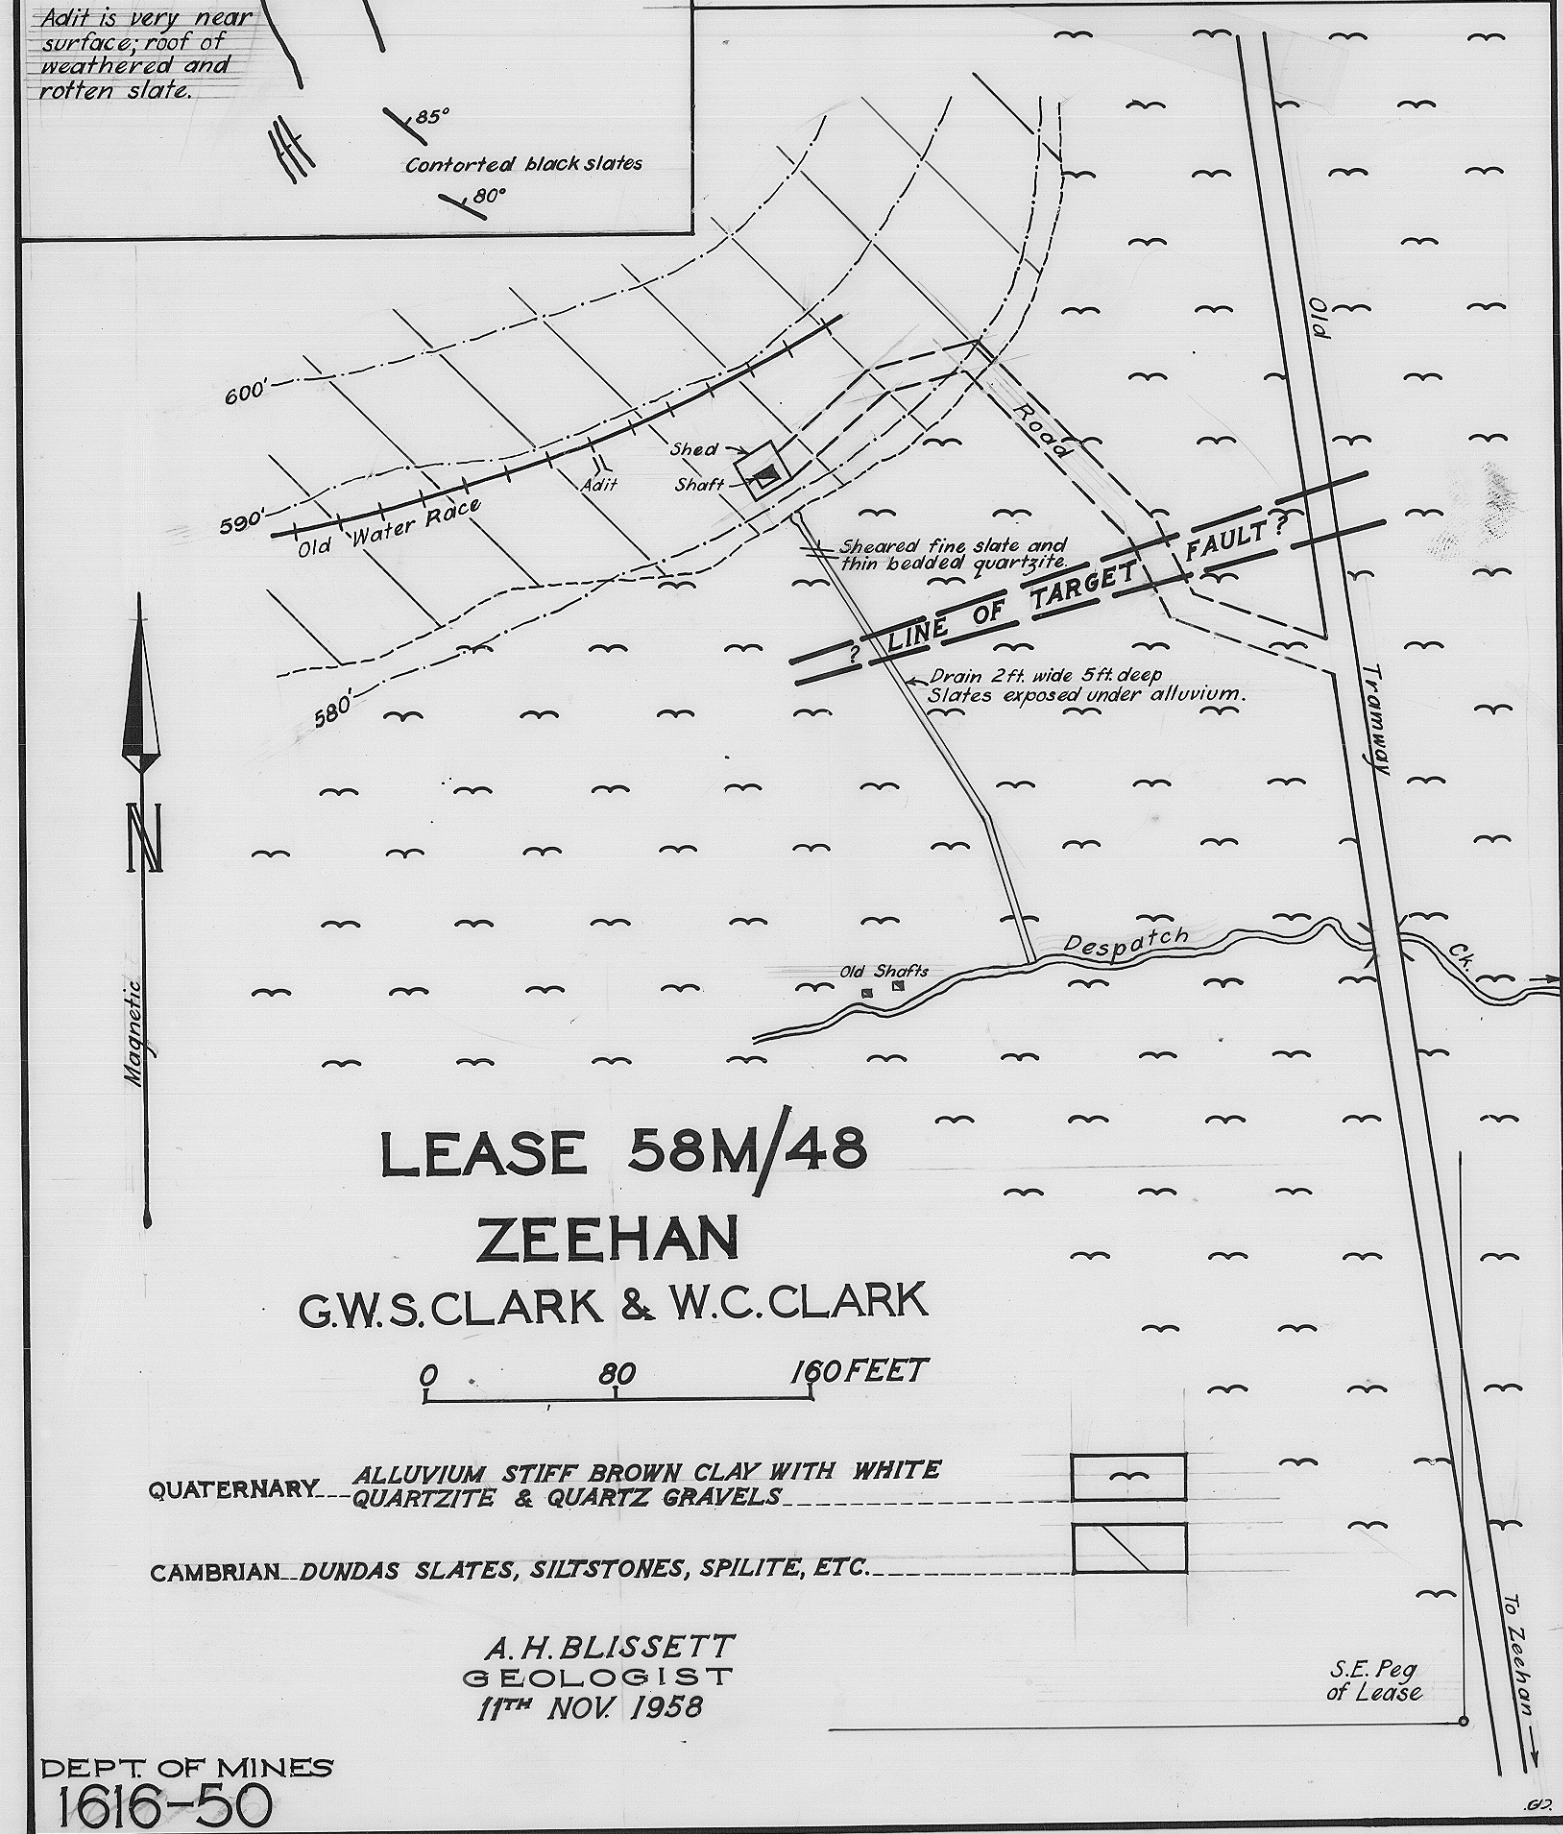 Adit is very near
surface; roof of
weathered and
rotten slate.
85°
Contorted black slates
80°
Old
600'
Road
Shed
Shaft
Adit
590'
Old Water Race
Sheared fine slate and
thin bedded quartzite.
? LINE OF TARGET FAULT?
Drain 2ft. wide 5ft. deep
Slates exposed under alluvium.
580'
Tramway
N
Magnetic
Despatch Ck.
Old Shafts
LEASE 58M/48
ZEEHAN
G.W.S. CLARK & W.C. CLARK
0 80 160 FEET
QUATERNARY ALLUVIUM STIFF BROWN CLAY WITH WHITE
QUARTZITE & QUARTZ GRAVELS
CAMBRIAN DUNDAS SLATES, SILTSTONES, SPILITE, ETC.
To Zeehan
A. H. BLISSETT
GEOLOGIST
11TH NOV. 1958
S.E. Peg
of Lease
DEPT. OF MINES
1616-50